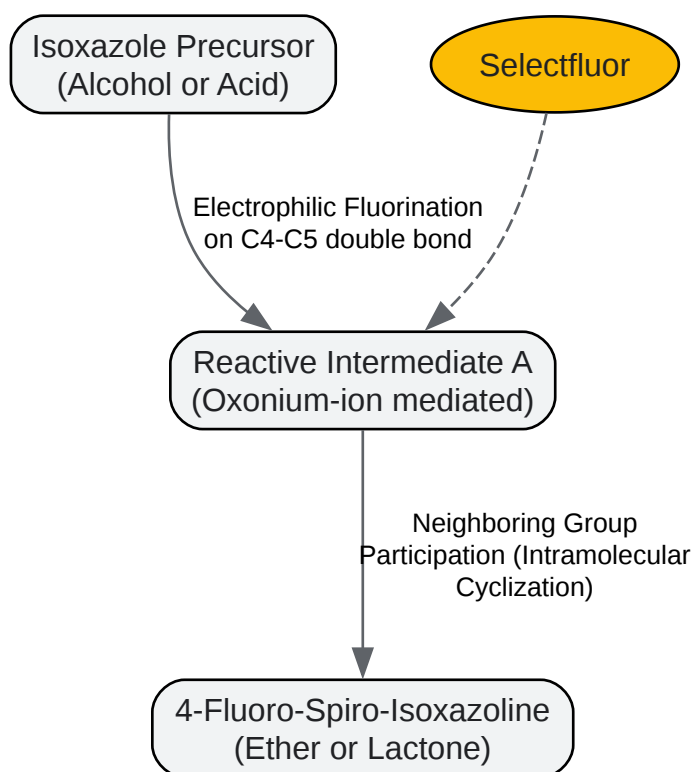 Isoxazole Precursor
(Alcohol or Acid)
Selectfluor
Electrophilic Fluorination
on C4-C5 double bond
Reactive Intermediate A
(Oxonium-ion mediated)
Neighboring Group
Participation (Intramolecular
Cyclization)
4-Fluoro-Spiro-Isoxazoline
(Ether or Lactone)